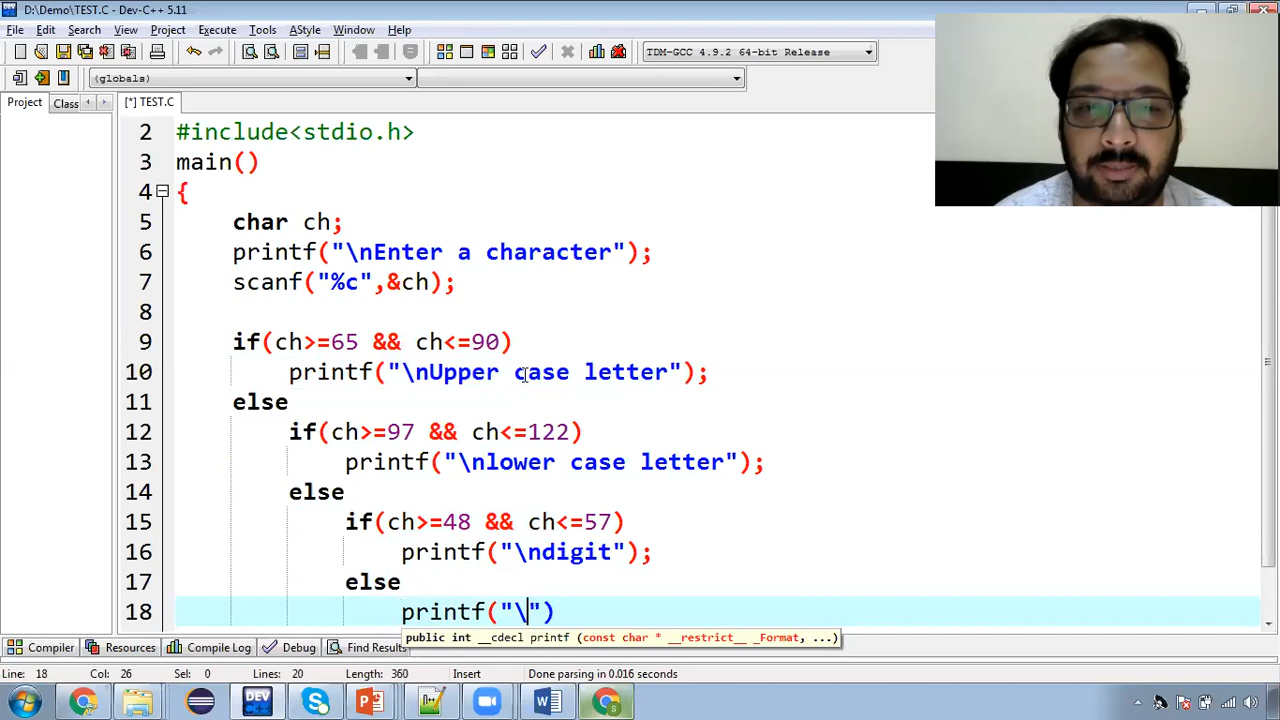 D:\Demo\TEST.C - Dev-C++ 5.11
File Edit Search View Project Execute Tools AStyle Window Help
TDM-GCC 4.9.2 64-bit Release
(globals)
Project Class [*] TEST.C
2 #include<stdio.h>
3 main()
4 {
5 char ch;
6 printf("\nEnter a character");
7 scanf("%c",&ch);
8
9 if(ch>=65 && ch<=90)
10 printf("\nUpper case letter");
11 else
12 if(ch>=97 && ch<=122)
13 printf("\nlower case letter");
14 else
15 if(ch>=48 && ch<=57)
16 printf("\ndigit");
17 else
18 printf("\")
public int __cdecl printf (const char * __restrict__ _Format, ...)
Compiler Resources Compile Log Debug Find Results
Line: 18 Col: 26 Sel: 0 Lines: 20 Length: 360 Insert Done parsing in 0.016 seconds
DEV C++